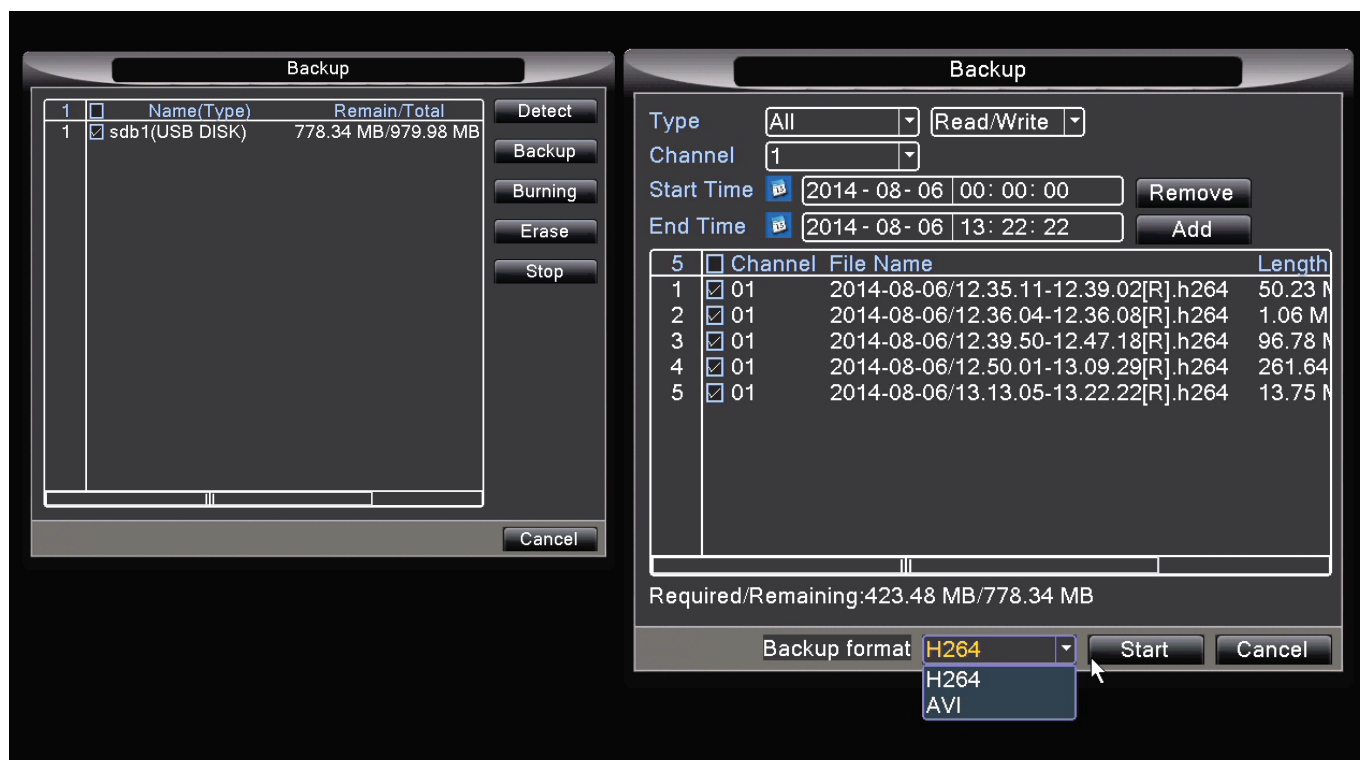 Backup
1 Name(Type) Remain/Total
1 sdb1(USB DISK) 778.34 MB/979.98 MB
Detect
Backup
Burning
Erase
Stop
Cancel
Backup
Type All Read/Write
Channel 1
Start Time 2014-08-06 00:00:00 Remove
End Time 2014-08-06 13:22:22 Add
5 Channel File Name Length
1 01 2014-08-06/12.35.11-12.39.02[R].h264 50.23
2 01 2014-08-06/12.36.04-12.36.08[R].h264 1.06 M
3 01 2014-08-06/12.39.50-12.47.18[R].h264 96.78
4 01 2014-08-06/12.50.01-13.09.29[R].h264 261.64
5 01 2014-08-06/13.13.05-13.22.22[R].h264 13.75
Required/Remaining:423.48 MB/778.34 MB
Backup format H264 Start Cancel
H264
AVI